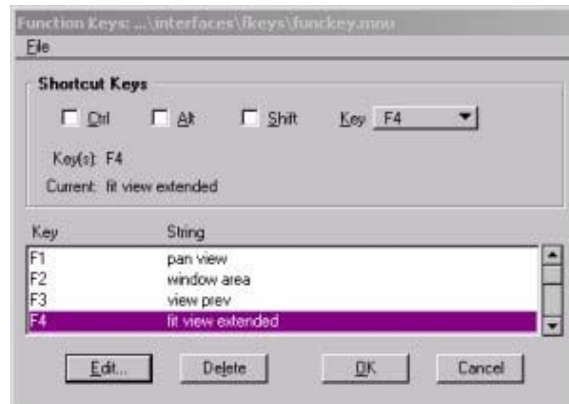 Function Keys: ...\interfaces\fkeys\funckey.mnu
File
Shortcut Keys
Ctrl Alt Shift Key F4
Key(s): F4
Current: fit view extended
Key String
F1 pan view
F2 window area
F3 view prev
F4 fit view extended
Edit... Delete OK Cancel